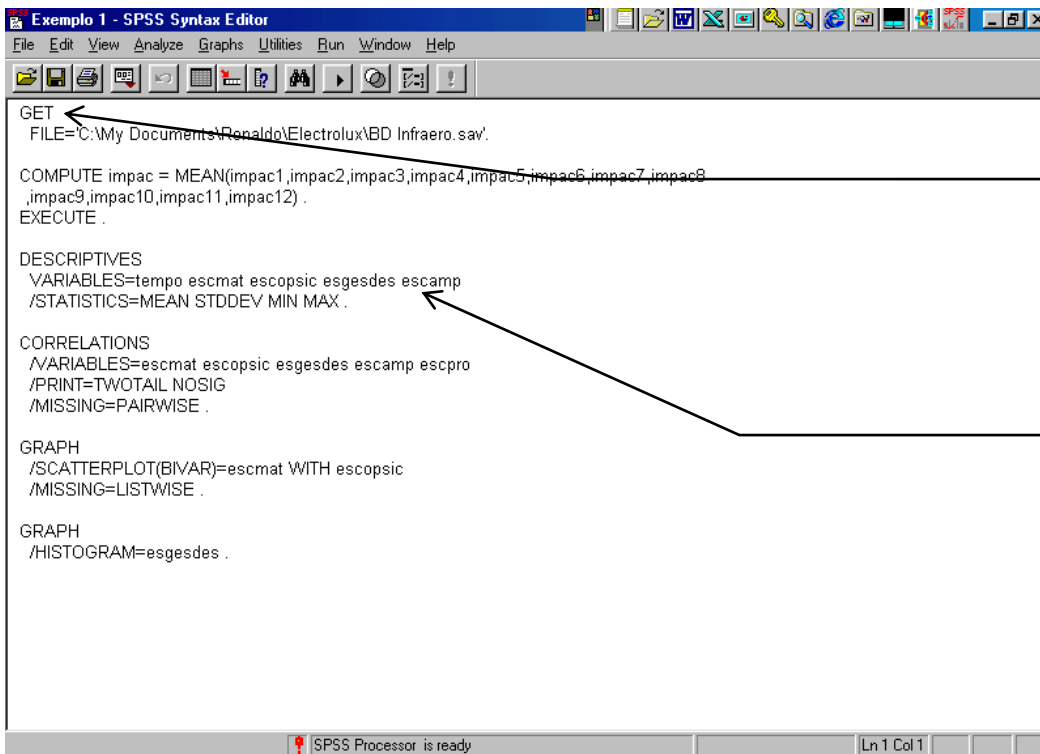 Exemplo 1 - SPSS Syntax Editor
File Edit View Analyze Graphs Utilities Run Window Help
GET
FILE='C:\My Documents\Ronaldo\Electrolux\BD Infraero.sav'.
COMPUTE impac = MEAN(impac1,impac2,impac3,impac4,impac5,impac6,impac7,impac8
,impac9,impac10,impac11,impac12) .
EXECUTE .
DESCRIPTIVES
VARIABLES=tempo escmat escopsic esgesdes escamp
/STATISTICS=MEAN STDDEV MIN MAX .
CORRELATIONS
/VARIABLES=escmat escopsic esgesdes escamp escpro
/PRINT=TWOTAIL NOSIG
/MISSING=PAIRWISE .
GRAPH
/SCATTERPLOT(BIVAR)=escmat WITH escopsic
/MISSING=LISTWISE .
GRAPH
/HISTOGRAM=esgesdes .
SPSS Processor is ready
Ln 1 Col 1